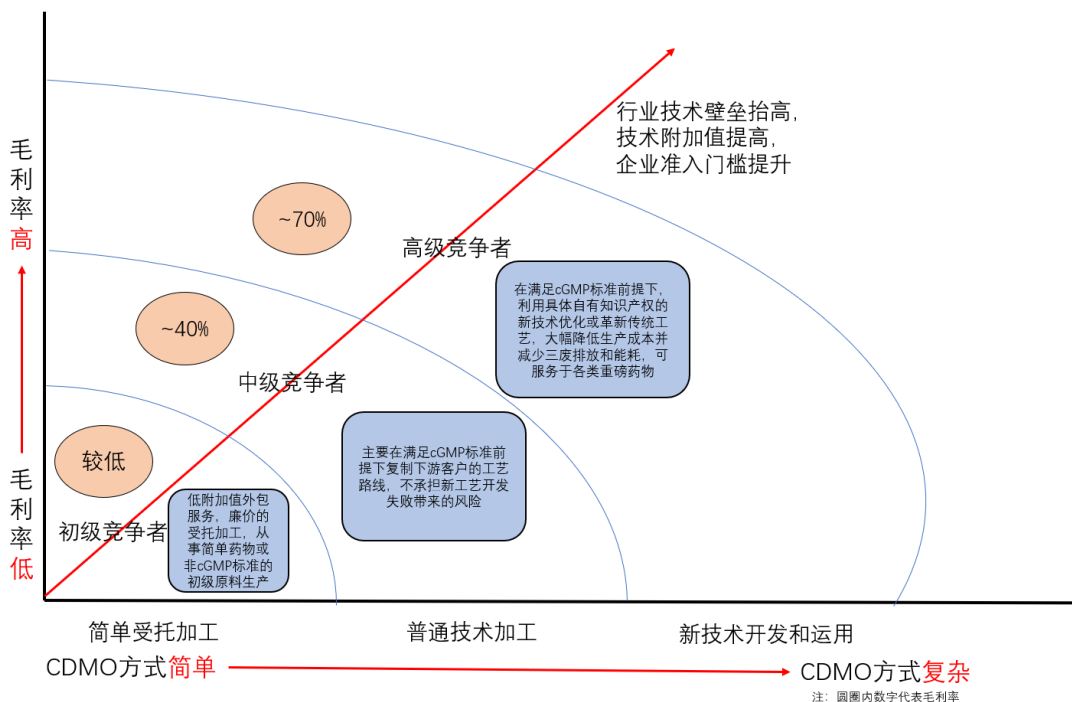 行业技术壁垒抬高，
技术附加值提高，
企业准入门槛提升
毛利率高
~70%
高级竞争者
在满足cGMP标准前提下，
利用具体自有知识产权的
新技术优化或革新传统工
艺，大幅降低生产成本并
减少三废排放和能耗，可
服务于各类重磅药物
~40%
中级竞争者
主要在满足cGMP标准前
提下复制下游客户的工艺
路线，不承担新工艺开发
失败带来的风险
较低
毛利率低
初级竞争者
低附加值外包
服务，廉价的
受托加工，从
事简单药物或
非cGMP标准的
初级原料生产
简单受托加工
普通技术加工
新技术开发和运用
CDMO方式简单
CDMO方式复杂
注：圆圈内数字代表毛利率